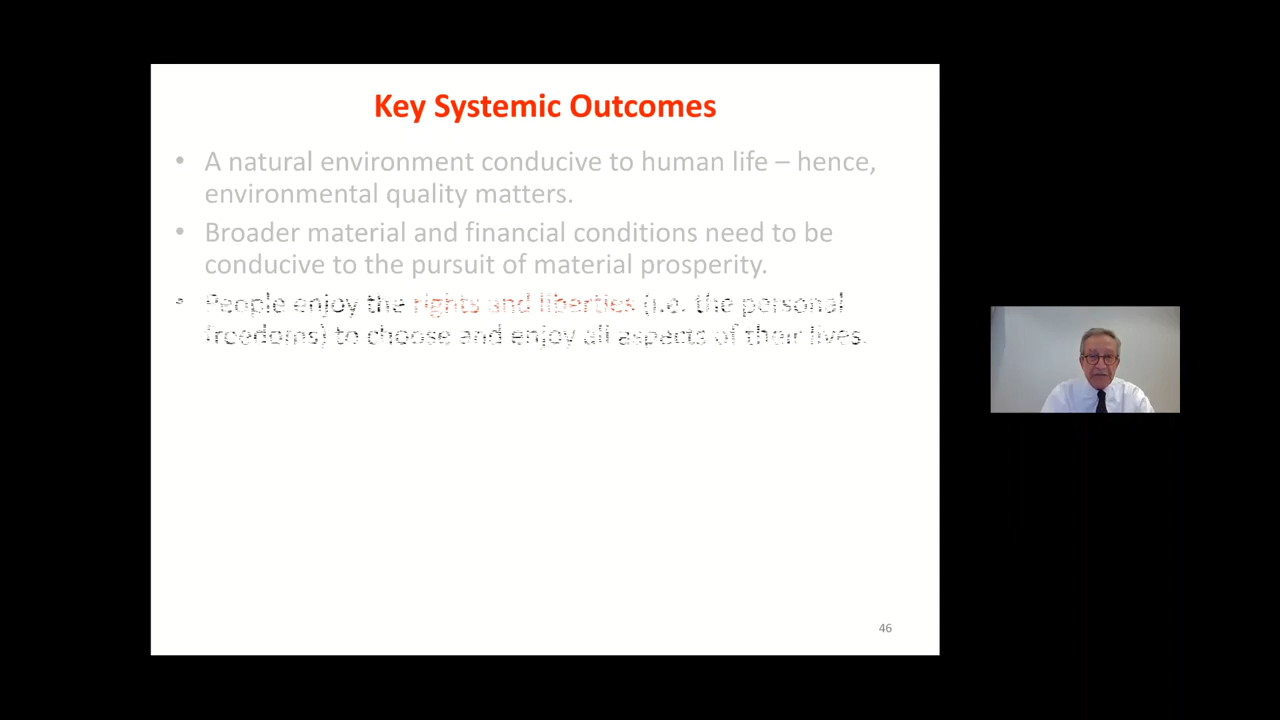 Key Systemic Outcomes
• A natural environment conducive to human life – hence,
environmental quality matters.
• Broader material and financial conditions need to be
conducive to the pursuit of material prosperity.
• People enjoy the rights and liberties (i.e. the personal
freedoms) to choose and enjoy all aspects of their lives.
46